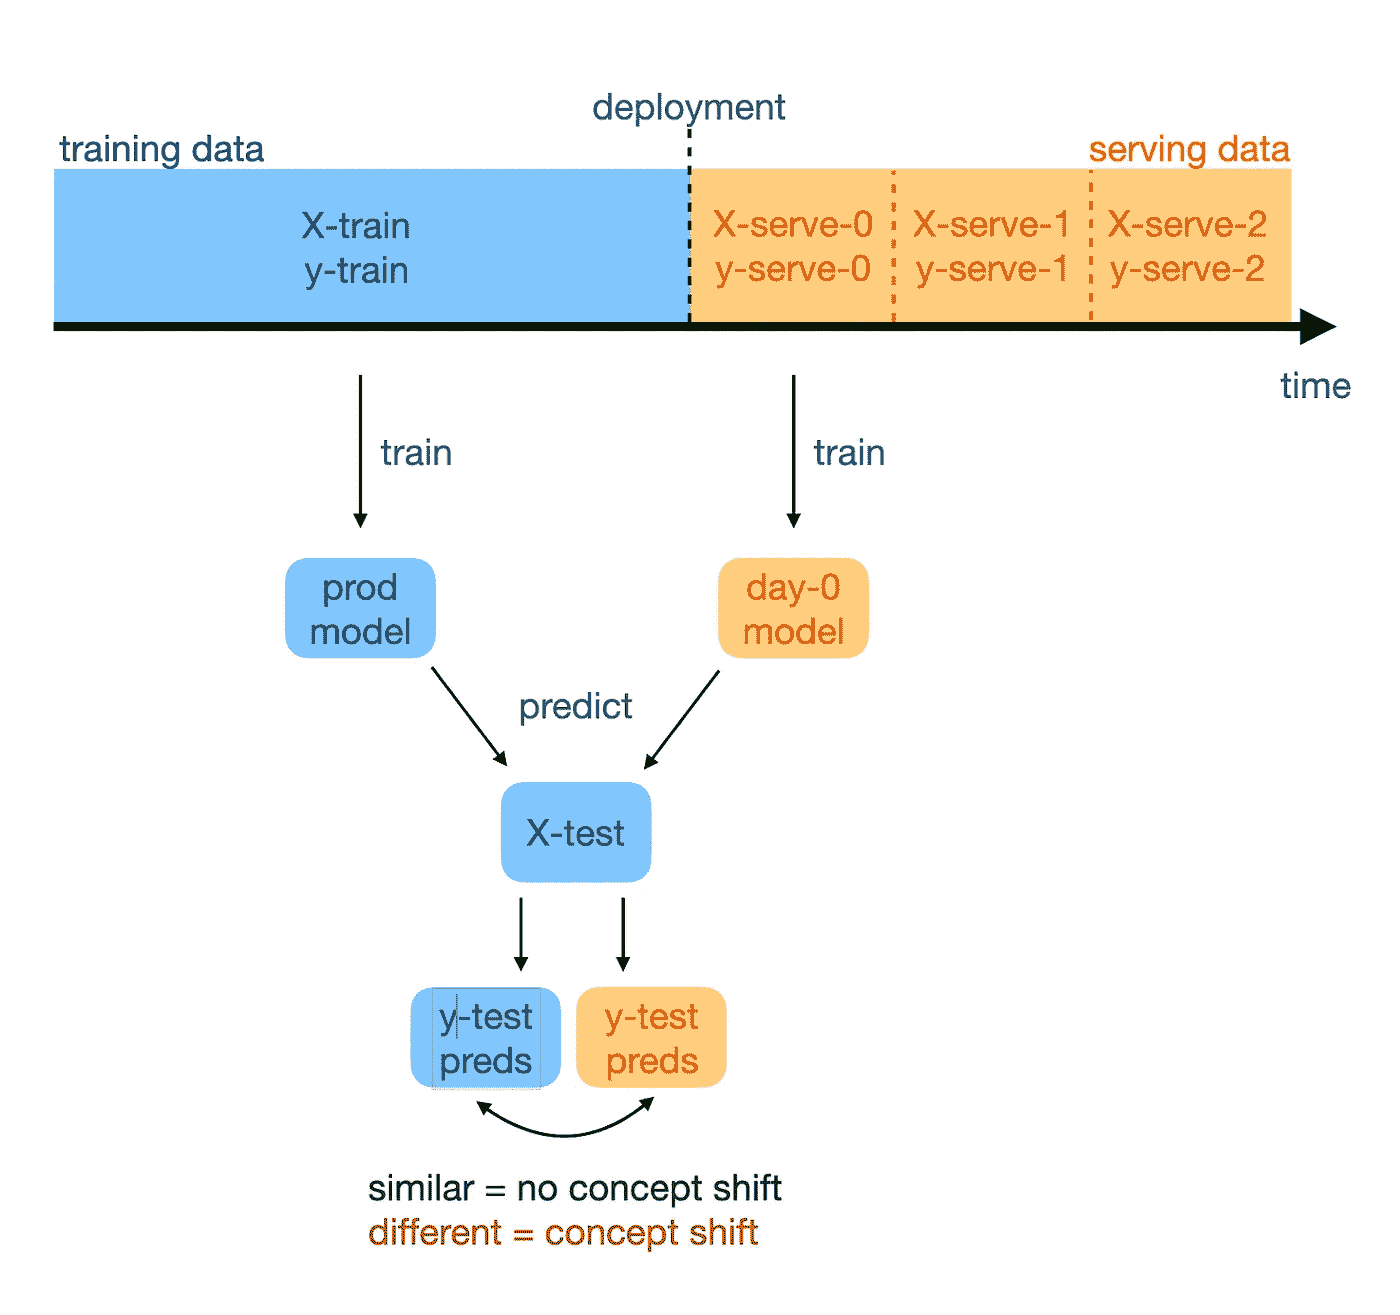 deployment
training data
serving data
X-train
y-train
X-serve-0
y-serve-0
X-serve-1
y-serve-1
X-serve-2
y-serve-2
time
train
train
prod
model
day-0
model
predict
X-test
y-test
preds
y-test
preds
similar = no concept shift
different = concept shift